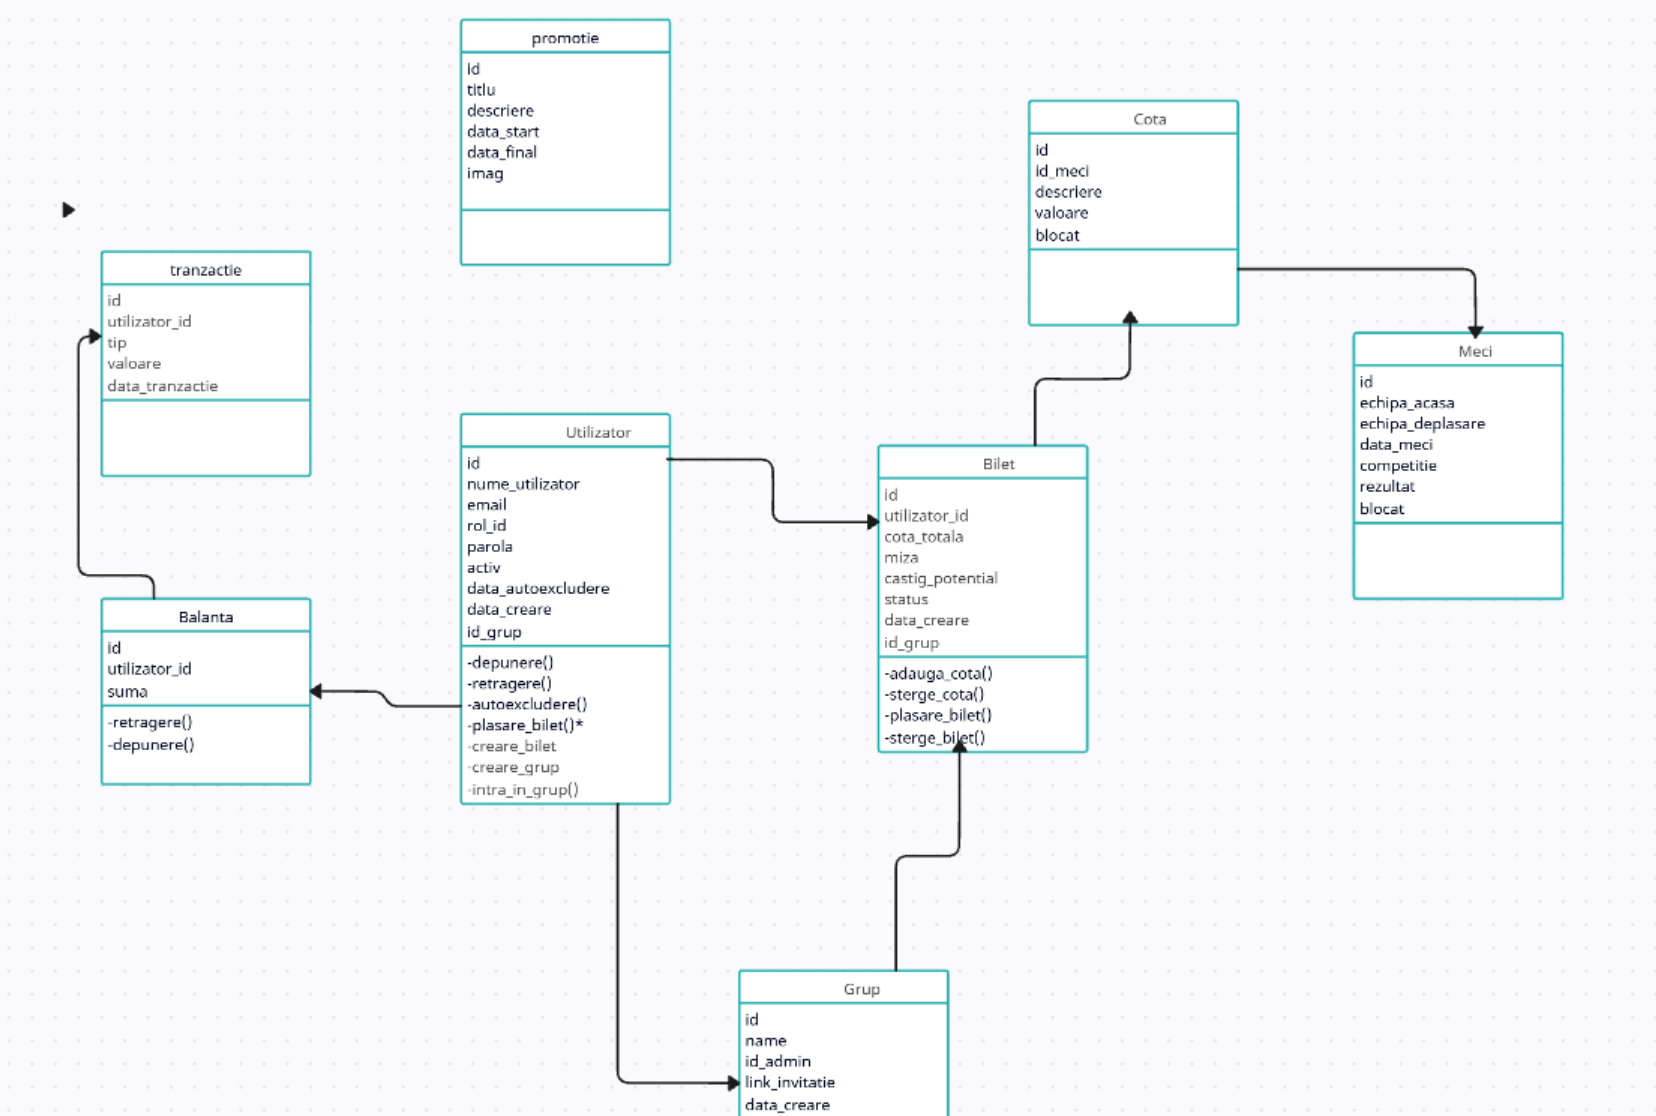 promotie
id
titlu
descriere
data_start
data_final
imag
Cota
id
id_meci
descriere
valoare
blocat
tranzactie
id
utilizator_id
tip
valoare
data_tranzactie
Meci
id
echipa_acasa
echipa_deplasare
data_meci
competitie
rezultat
blocat
Utilizator
id
nume_utilizator
email
rol_id
parola
activ
data_autoexcludere
data_creare
id_grup
-depunere()
-retragere()
-autoexcludere()
-plasare_bilet()*
-creare_bilet
-creare_grup
-intra_in_grup()
Bilet
id
utilizator_id
cota_totala
miza
castig_potential
status
data_creare
id_grup
-adauga_cota()
-sterge_cota()
-plasare_bilet()
-sterge_bilet()
Balanta
id
utilizator_id
suma
-retragere()
-depunere()
Grup
id
name
id_admin
link_invitatie
data_creare